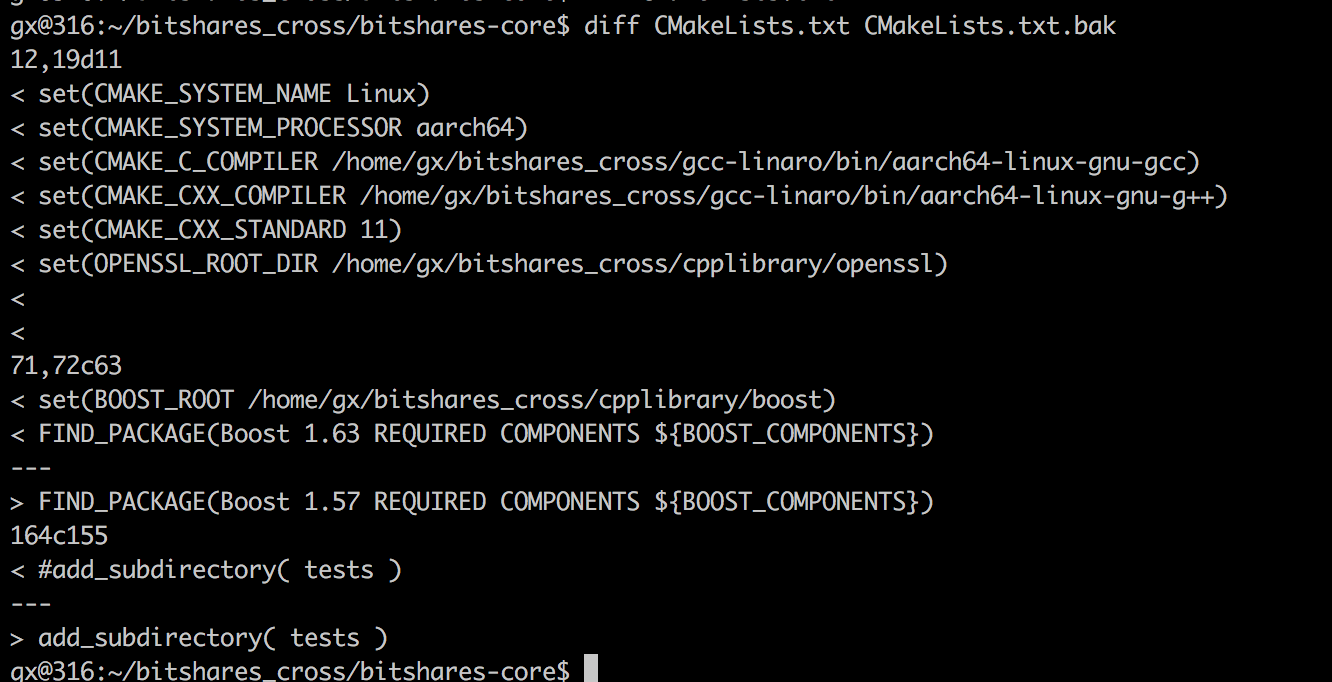 gx@316:~/bitshares_cross/bitshares-core$ diff CMakeLists.txt CMakeLists.txt.bak
12,19d11
< set(CMAKE_SYSTEM_NAME Linux)
< set(CMAKE_SYSTEM_PROCESSOR aarch64)
< set(CMAKE_C_COMPILER /home/gx/bitshares_cross/gcc-linaro/bin/aarch64-linux-gnu-gcc)
< set(CMAKE_CXX_COMPILER /home/gx/bitshares_cross/gcc-linaro/bin/aarch64-linux-gnu-g++)
< set(CMAKE_CXX_STANDARD 11)
< set(OPENSSL_ROOT_DIR /home/gx/bitshares_cross/cpplibrary/openssl)
<
<
71,72c63
< set(BOOST_ROOT /home/gx/bitshares_cross/cpplibrary/boost)
< FIND_PACKAGE(Boost 1.63 REQUIRED COMPONENTS ${BOOST_COMPONENTS})
---
> FIND_PACKAGE(Boost 1.57 REQUIRED COMPONENTS ${BOOST_COMPONENTS})
164c155
< #add_subdirectory( tests )
---
> add_subdirectory( tests )
gx@316:~/bitshares_cross/bitshares-core$